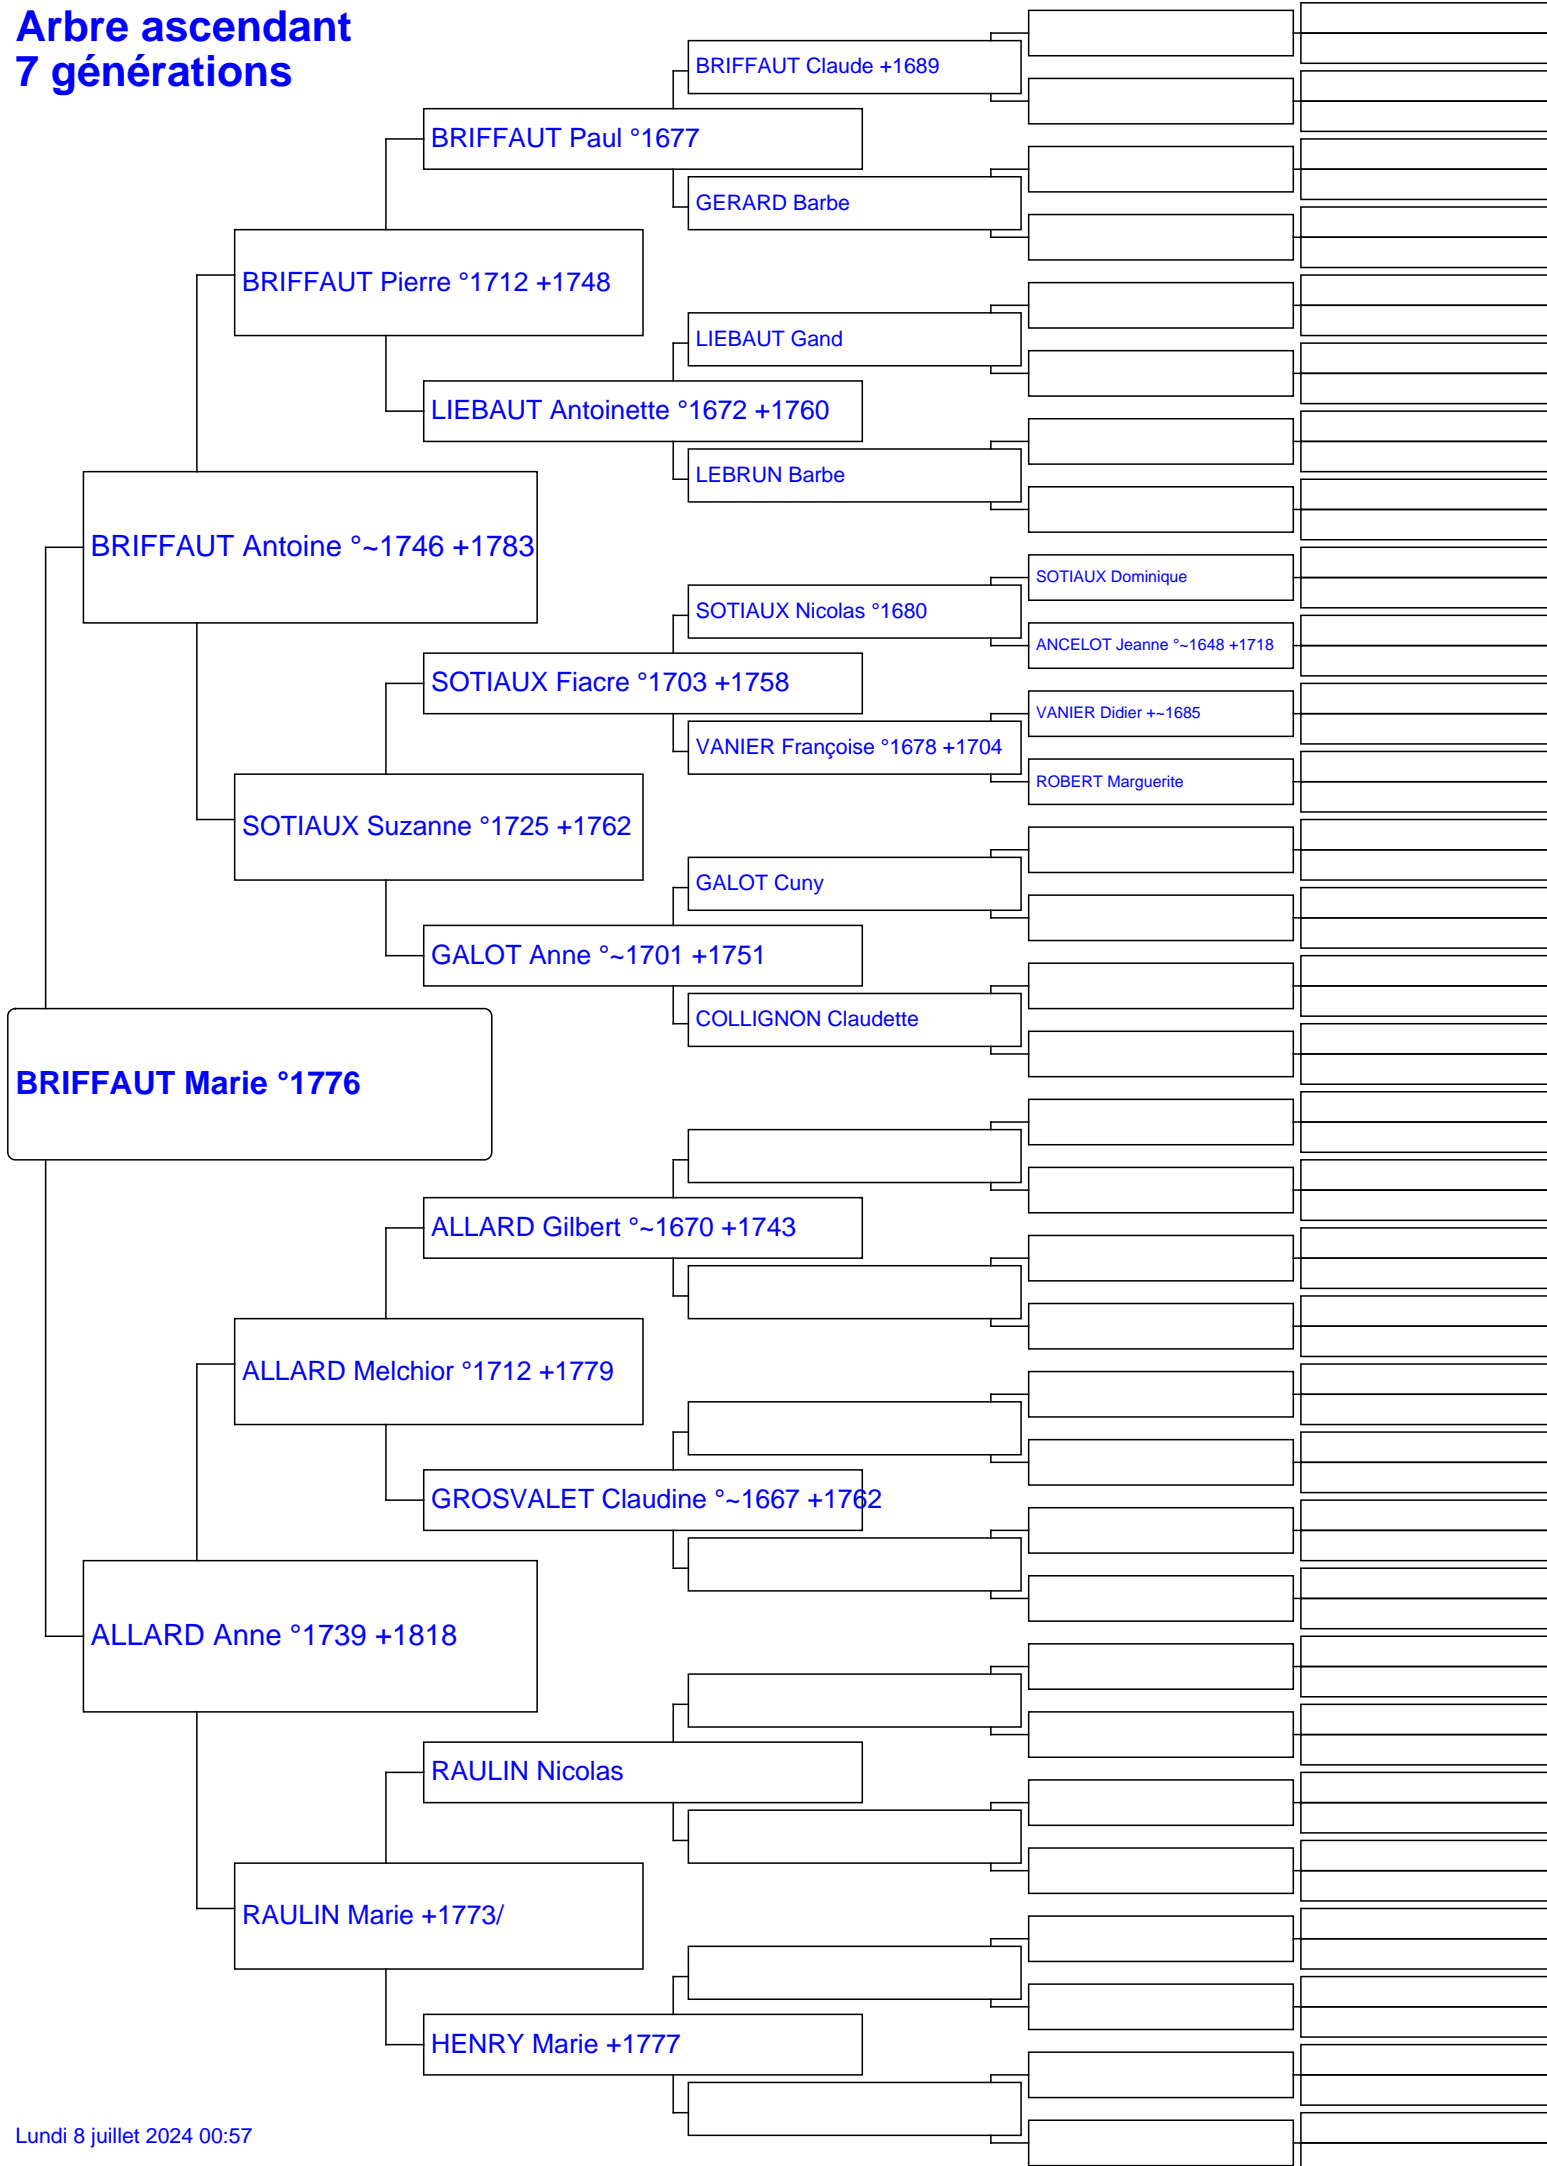 Arbre ascendant
7 générations
BRIFFAUT Claude +1689
BRIFFAUT Paul °1677
GERARD Barbe
BRIFFAUT Pierre °1712 +1748
LIEBAUT Gand
LIEBAUT Antoinette °1672 +1760
LEBRUN Barbe
BRIFFAUT Antoine °~1746 +1783
SOTIAUX Dominique
SOTIAUX Nicolas °1680
ANCELOT Jeanne °~1648 +1718
SOTIAUX Fiacre °1703 +1758
VANIER Didier +~1685
VANIER Françoise °1678 +1704
ROBERT Marguerite
SOTIAUX Suzanne °1725 +1762
GALOT Cuny
GALOT Anne °~1701 +1751
COLLIGNON Claudette
BRIFFAUT Marie °1776
ALLARD Gilbert °~1670 +1743
ALLARD Melchior °1712 +1779
GROSVALET Claudine °~1667 +1762
ALLARD Anne °1739 +1818
RAULIN Nicolas
RAULIN Marie +1773/
HENRY Marie +1777
Lundi 8 juillet 2024 00:57